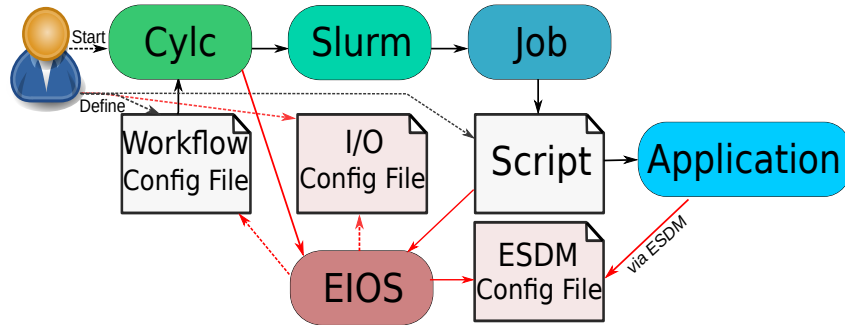 Start
Cylc
Slurm
Job
Define
Workflow
Config File
I/O
Config File
Script
Application
EIOS
ESDM
Config File
via ESDM